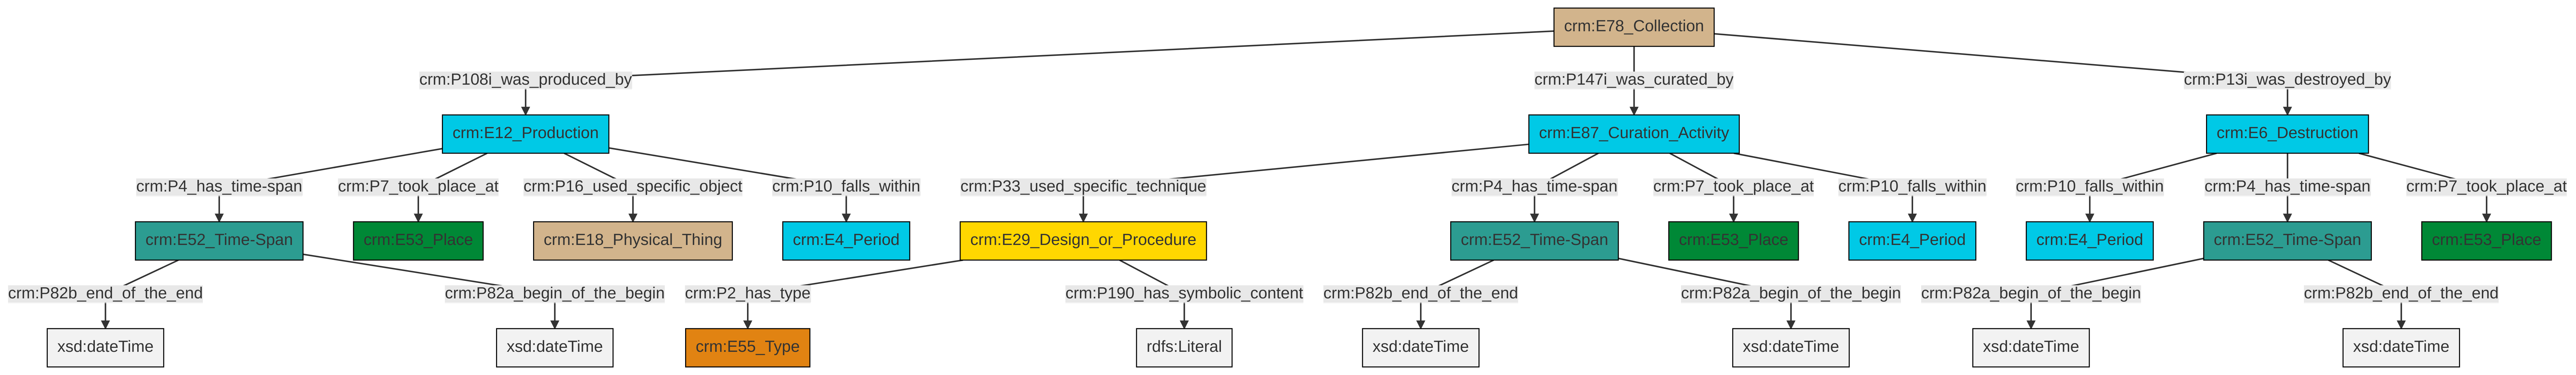 crm:E78_Collection
crm:P108i_was_produced_by
crm:P147i_was_curated_by
crm:P13i_was_destroyed_by
crm:E12_Production
crm:E87_Curation_Activity
crm:E6_Destruction
crm:P4_has_time-span
crm:P7_took_place_at
crm:P16_used_specific_object
crm:P10_falls_within
crm:P33_used_specific_technique
crm:P4_has_time-span
crm:P7_took_place_at
crm:P10_falls_within
crm:P10_falls_within
crm:P4_has_time-span
crm:P7_took_place_at
crm:E52_Time-Span
crm:E53_Place
crm:E18_Physical_Thing
crm:E4_Period
crm:E29_Design_or_Procedure
crm:E52_Time-Span
crm:E53_Place
crm:E4_Period
crm:E4_Period
crm:E52_Time-Span
crm:E53_Place
crm:P82b_end_of_the_end
crm:P82a_begin_of_the_begin
crm:P2_has_type
crm:P190_has_symbolic_content
crm:P82b_end_of_the_end
crm:P82a_begin_of_the_begin
crm:P82a_begin_of_the_begin
crm:P82b_end_of_the_end
xsd:dateTime
xsd:dateTime
crm:E55_Type
rdfs:Literal
xsd:dateTime
xsd:dateTime
xsd:dateTime
xsd:dateTime